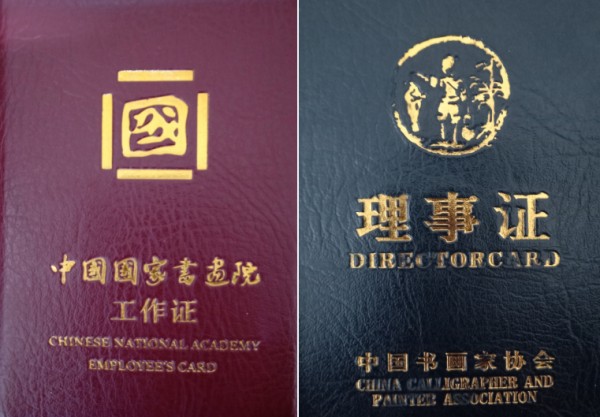 中国国家书画院
工作证
CHINESE NATIONAL ACADEMY
EMPLOYEE'S CARD
理事证
DIRECTORCARD
中国书画家协会
CHINA CALLIGRAPHER AND
PAINTER ASSOCIATION